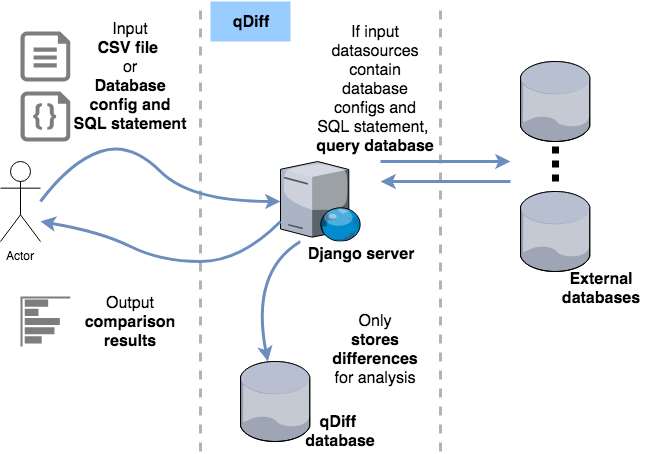 Input
CSV file
or
Database
config and
SQL statement
Actor
Output
comparison
results
qDiff
If input
datasources
contain
database
configs and
SQL statement,
query database
Django server
Only
stores
differences
for analysis
qDiff
database
External
databases